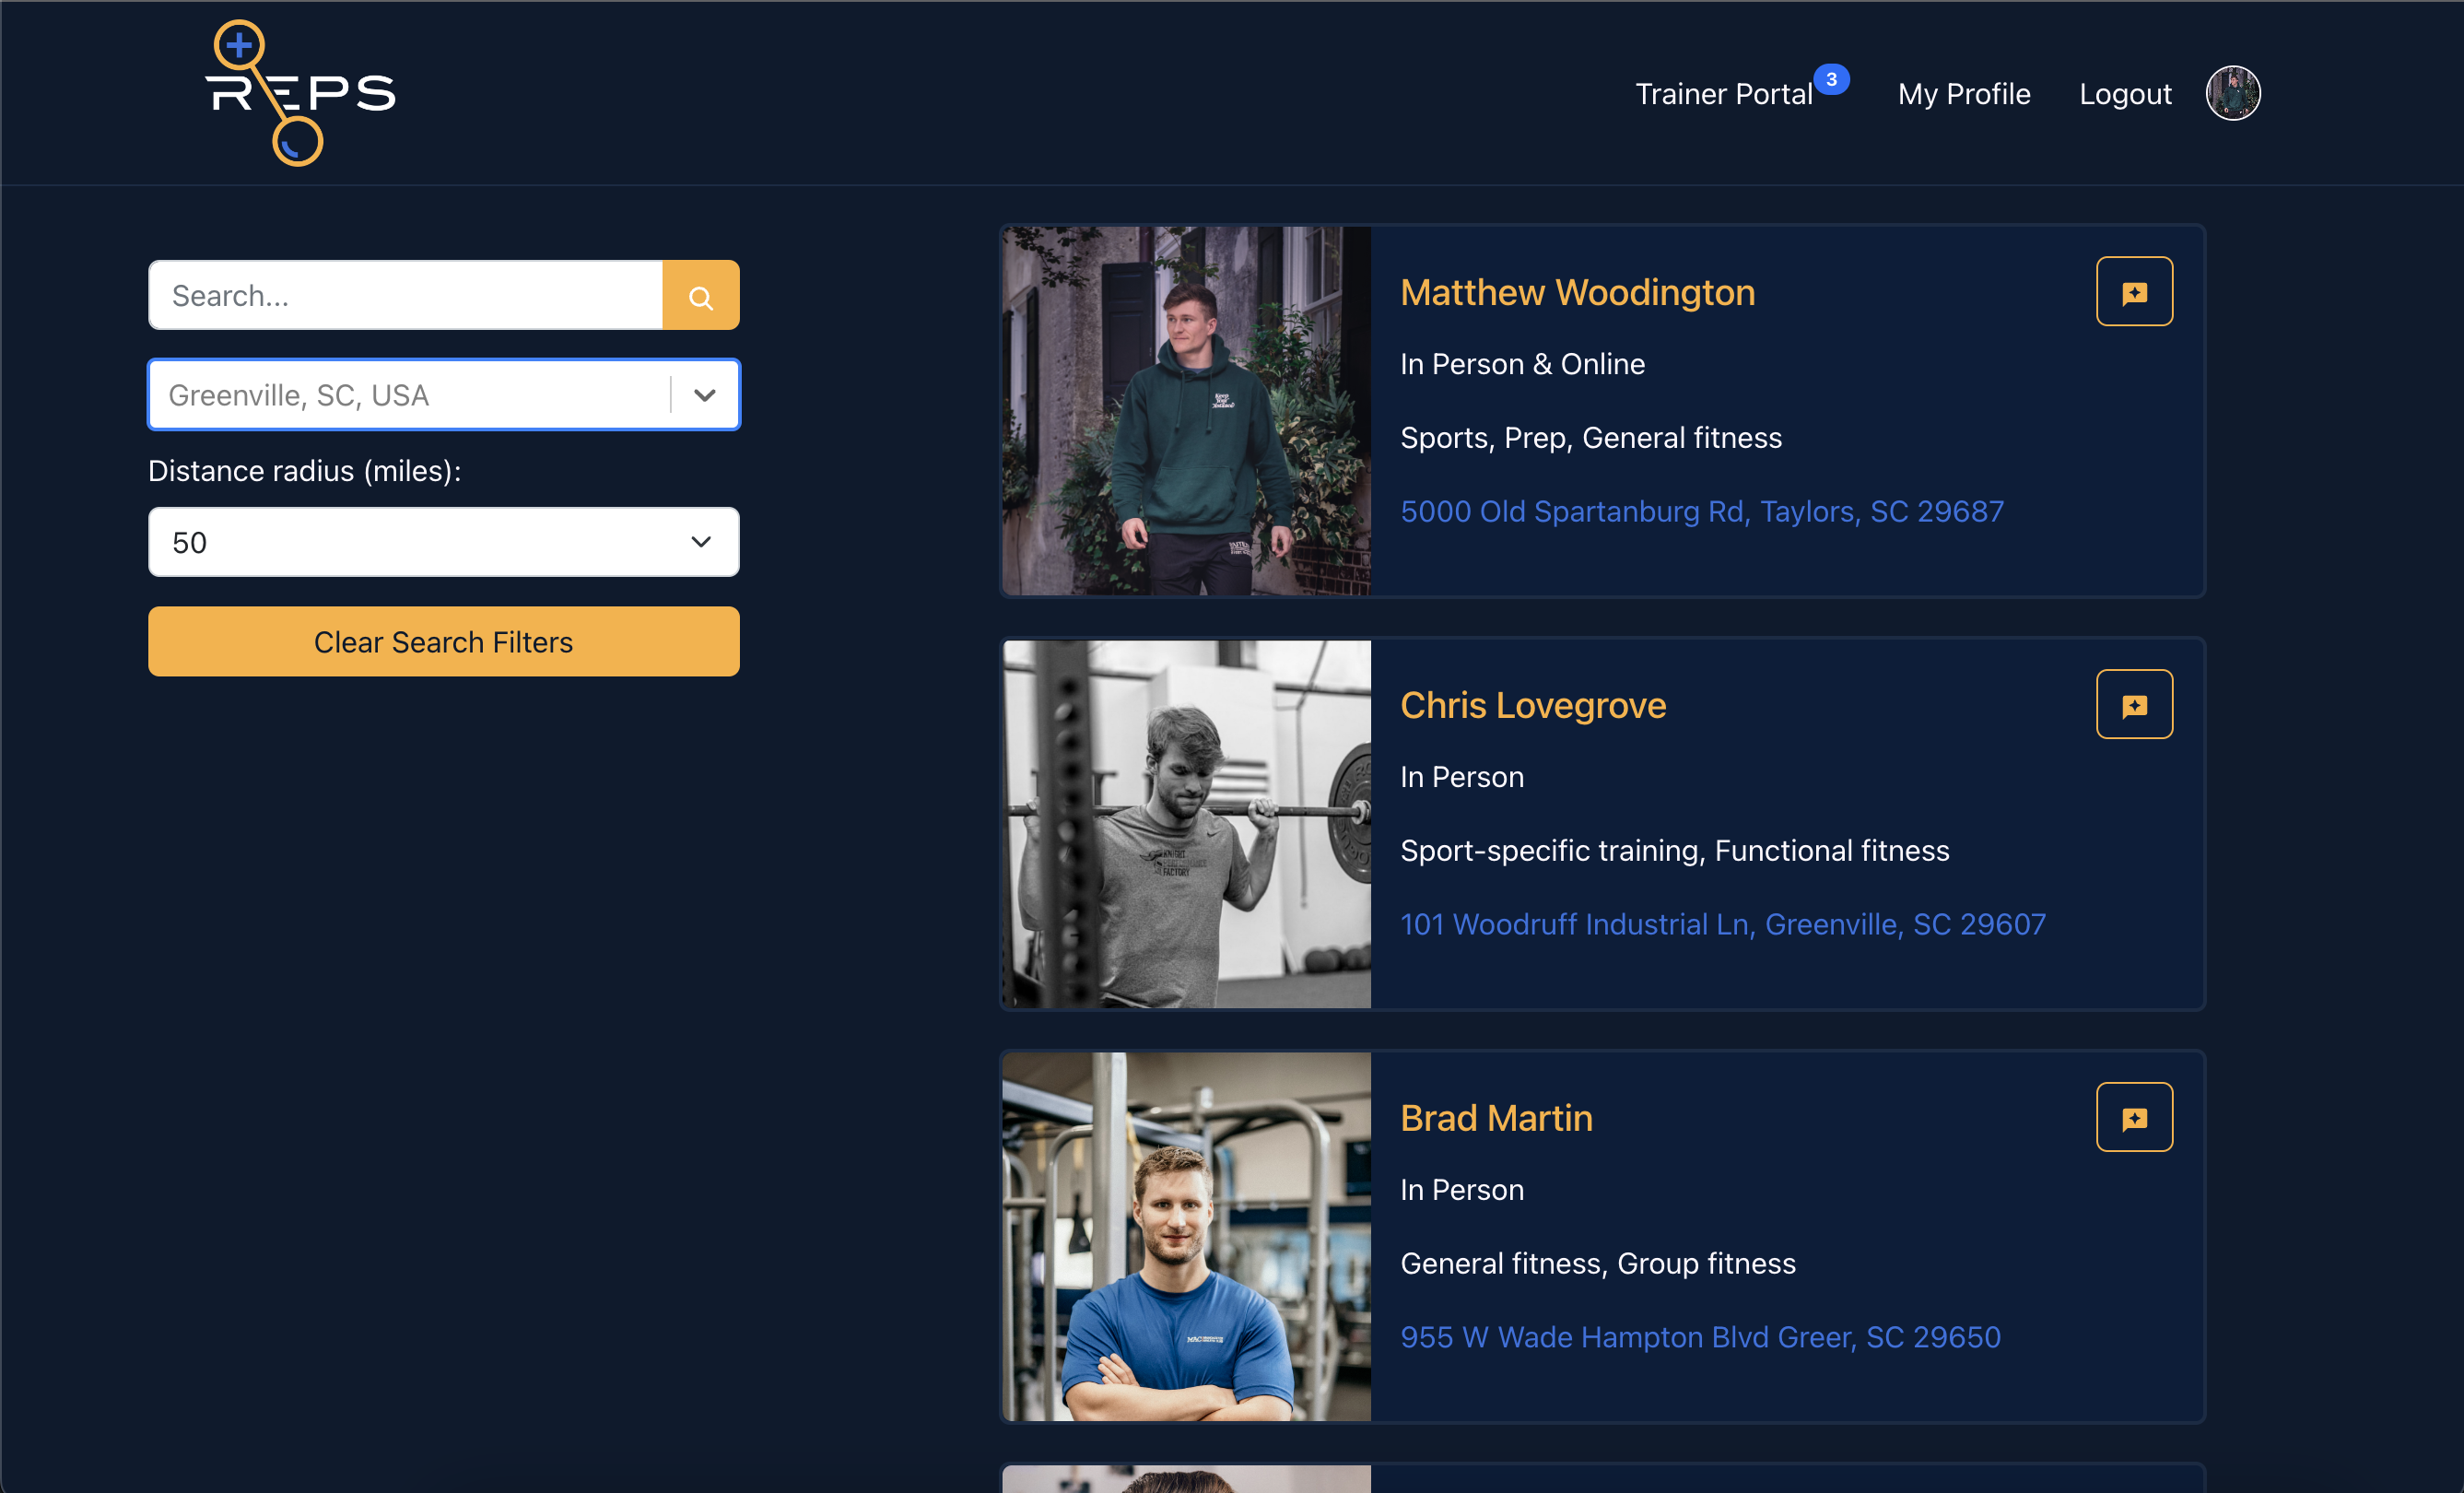 REPS
Trainer Portal 3 My Profile Logout
Search...
Greenville, SC, USA
Distance radius (miles):
50
Clear Search Filters
Matthew Woodington
In Person & Online
Sports, Prep, General fitness
5000 Old Spartanburg Rd, Taylors, SC 29687
Chris Lovegrove
In Person
Sport-specific training, Functional fitness
101 Woodruff Industrial Ln, Greenville, SC 29607
FACTORY
Brad Martin
In Person
General fitness, Group fitness
955 W Wade Hampton Blvd Greer, SC 29650